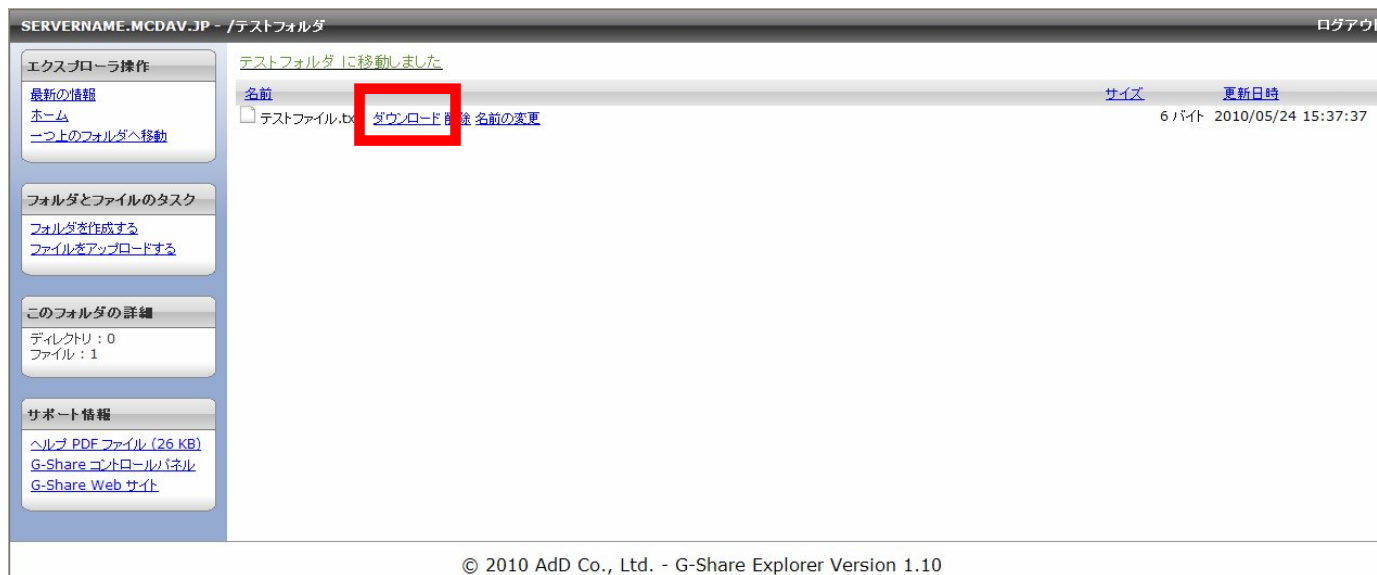 SERVERNAME.MCDAV.JP - /テストフォルダ ログアウト
エクスプローラ操作
最新の情報
ホーム
一つ上のフォルダへ移動
フォルダとファイルのタスク
フォルダを作成する
ファイルをアップロードする
このフォルダの詳細
ディレクトリ : 0
ファイル : 1
サポート情報
ヘルプ PDF ファイル (26 KB)
G-Share コントロールパネル
G-Share Web サイト
テストフォルダ に移動しました
名前 サイズ 更新日時
テストファイル.tx ダウンロード 削除 名前の変更 6 バイト 2010/05/24 15:37:37
© 2010 AdD Co., Ltd. - G-Share Explorer Version 1.10